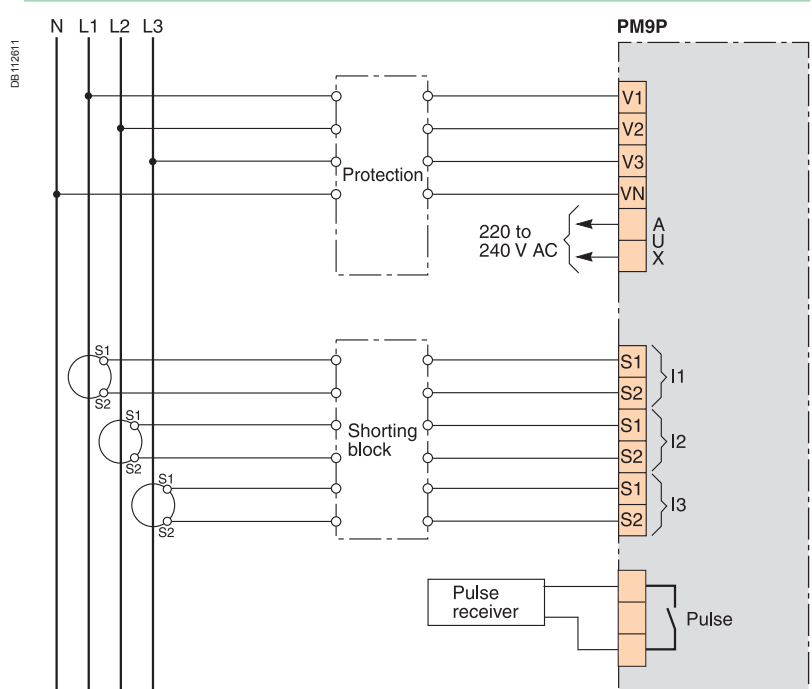 N L1 L2 L3
PM9P
DB112611
V1
V2
V3
VN
Protection
220 to
240 V AC
A
U
X
S1
S2
S1
S2
S1
S2
Shorting
block
S1
S2
I1
S1
S2
I2
S1
S2
I3
Pulse
receiver
Pulse